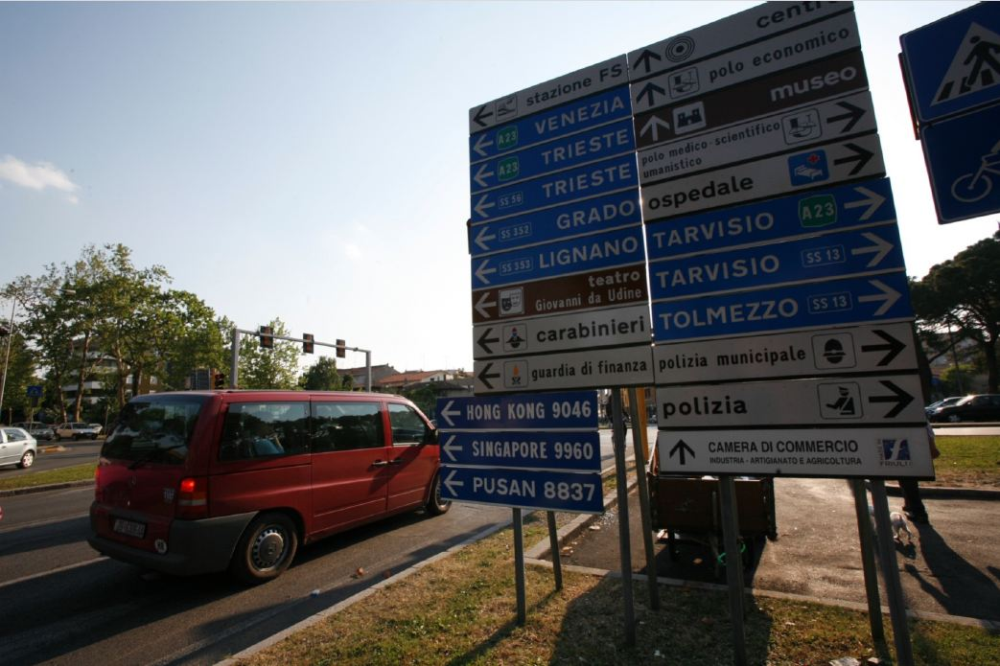 stazione FS
A23 VENEZIA
A23 TRIESTE
SS 56 TRIESTE
SS 352 GRADO
SS 353 LIGNANO
teatro
Giovanni da Udine
carabinieri
guardia di finanza
HONG KONG 9046
SINGAPORE 9960
PUSAN 8837
centro
polo economico
museo
polo medico-scientifico
umanistico
ospedale
TARVISIO A23
TARVISIO SS 13
TOLMEZZO SS 13
polizia municipale
polizia
CAMERA DI COMMERCIO
INDUSTRIA - ARTIGIANATO E AGRICOLTURA
FRIULI